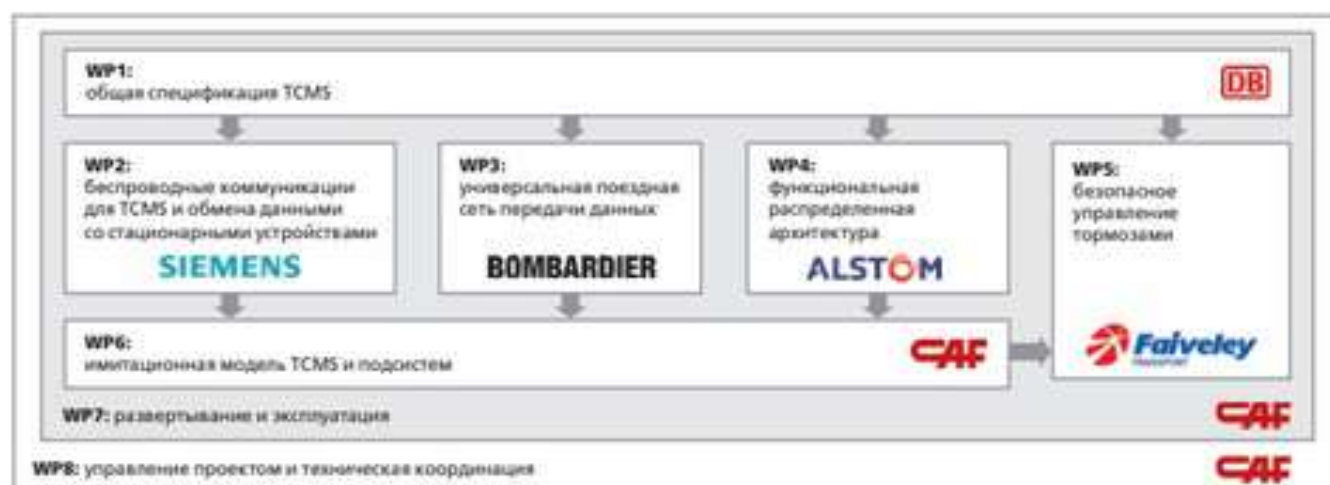 WP1:
общая спецификация TCMS
DB
WP2:
беспроводные коммуникации
для TCMS и обмена данными
со стационарными устройствами
SIEMENS
WP3:
универсальная поездная
сеть передачи данных
BOMBARDIER
WP4:
функциональная
распределенная
архитектура
ALSTOM
WP5:
безопасное
управление
тормозами
Faiveley
TRANSPORT
WP6:
имитационная модель TCMS и подсистем
CAF
WP7: развертывание и эксплуатация
CAF
WP8: управление проектом и техническая координация
CAF